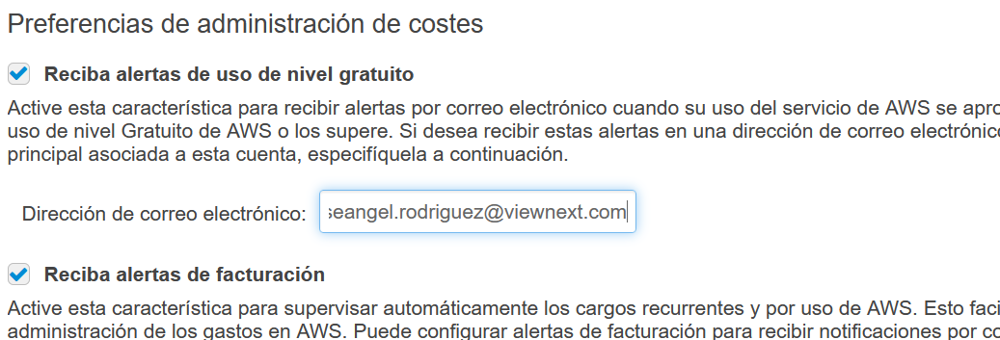 Preferencias de administración de costes
Reciba alertas de uso de nivel gratuito
Active esta característica para recibir alertas por correo electrónico cuando su uso del servicio de AWS se apro
uso de nivel Gratuito de AWS o los supere. Si desea recibir estas alertas en una dirección de correo electrónico
principal asociada a esta cuenta, especifíquela a continuación.
Dirección de correo electrónico: seangel.rodriguez@viewnext.com
Reciba alertas de facturación
Active esta característica para supervisar automáticamente los cargos recurrentes y por uso de AWS. Esto faci
administración de los gastos en AWS. Puede configurar alertas de facturación para recibir notificaciones por co